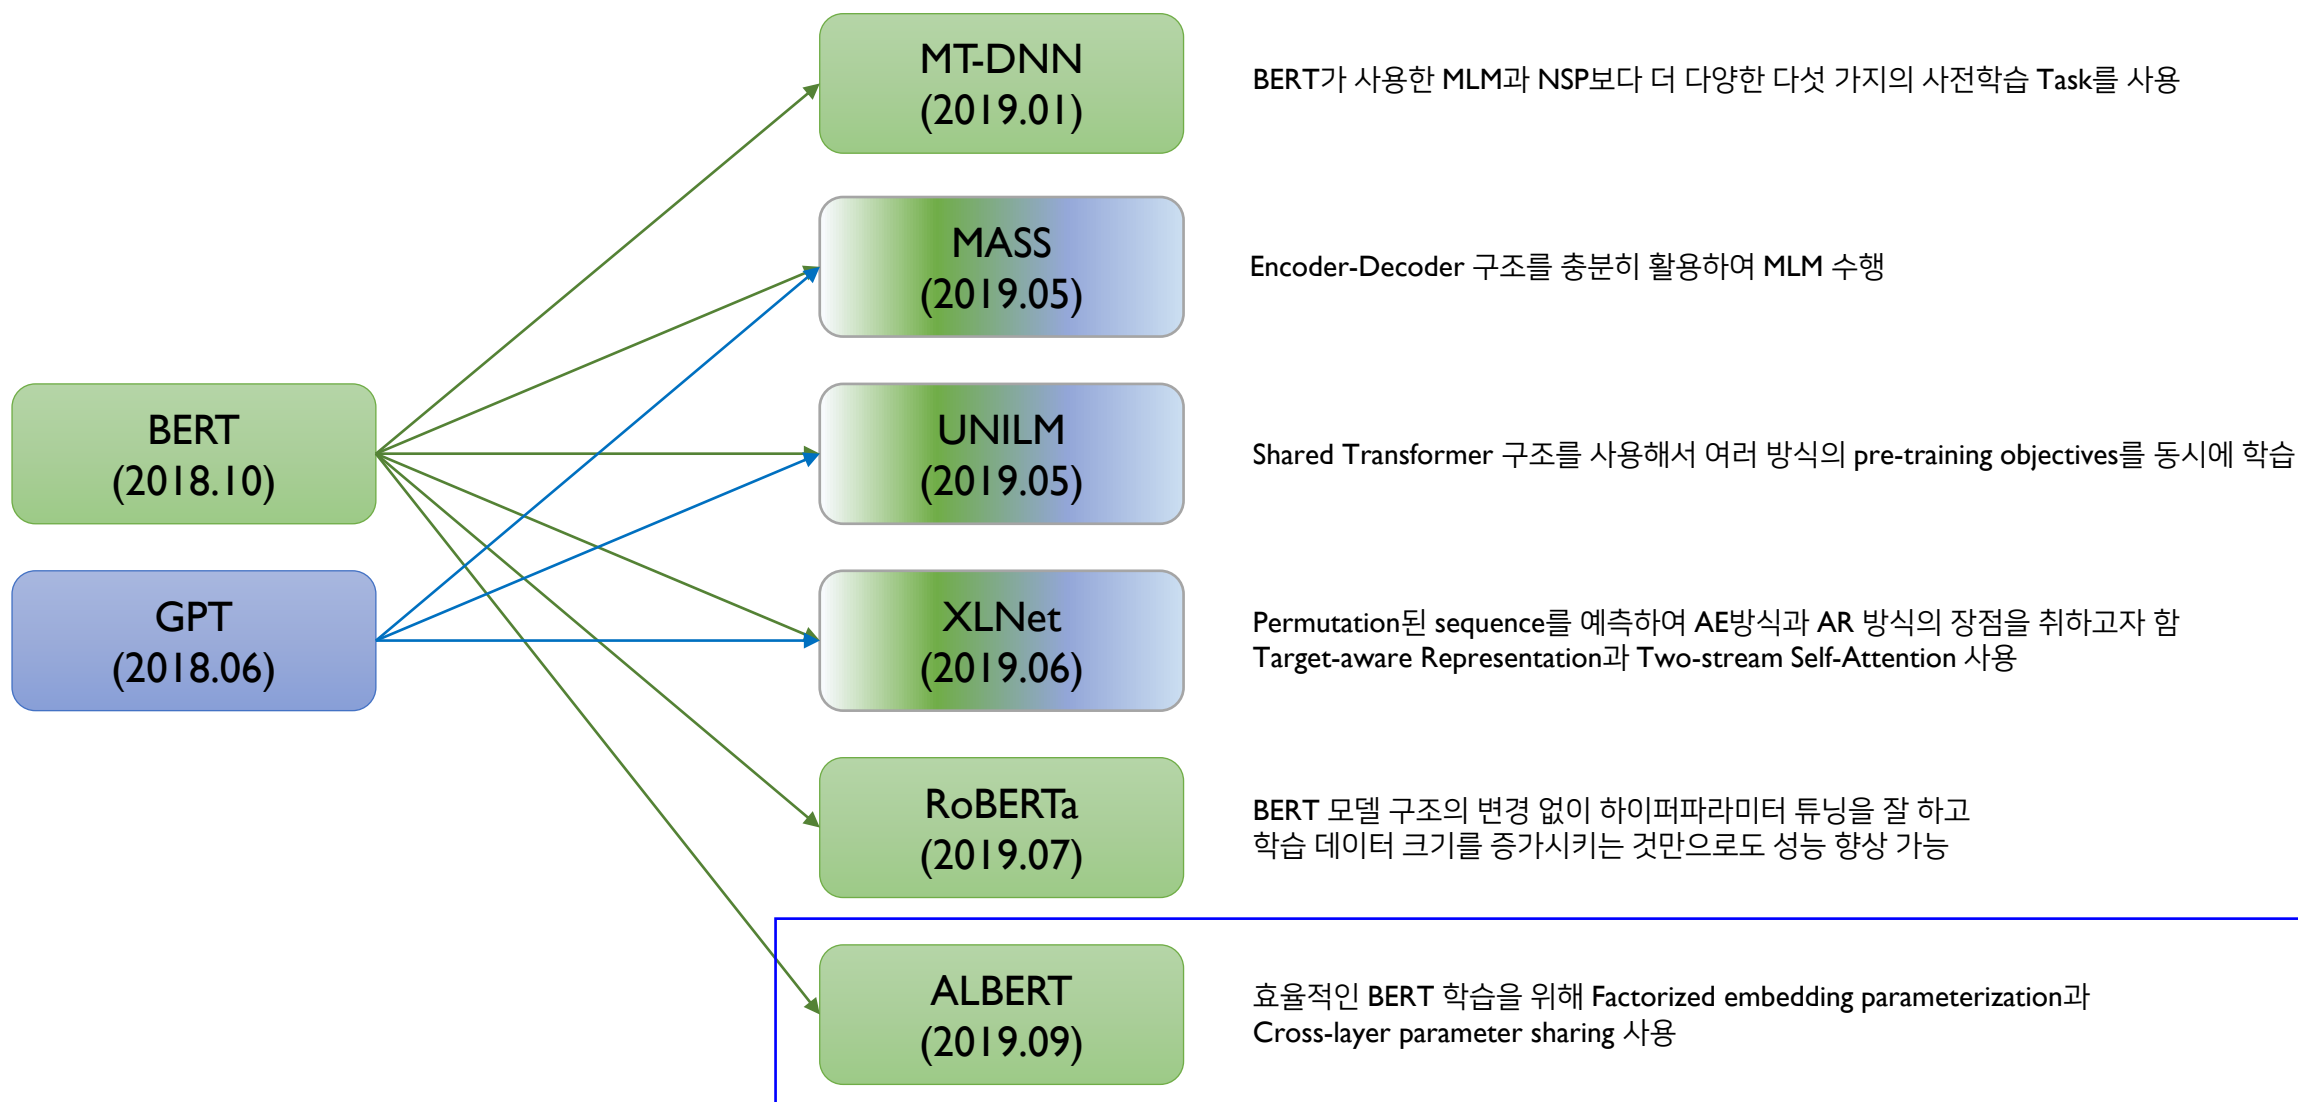 MT-DNN
(2019.01)
BERT가 사용한 MLM과 NSP보다 더 다양한 다섯 가지의 사전학습 Task를 사용
MASS
(2019.05)
Encoder-Decoder 구조를 충분히 활용하여 MLM 수행
BERT
(2018.10)
UNILM
(2019.05)
Shared Transformer 구조를 사용해서 여러 방식의 pre-training objectives를 동시에 학습
GPT
(2018.06)
XLNet
(2019.06)
Permutation된 sequence를 예측하여 AE방식과 AR 방식의 장점을 취하고자 함
Target-aware Representation과 Two-stream Self-Attention 사용
RoBERTa
(2019.07)
BERT 모델 구조의 변경 없이 하이퍼파라미터 튜닝을 잘 하고
학습 데이터 크기를 증가시키는 것만으로도 성능 향상 가능
ALBERT
(2019.09)
효율적인 BERT 학습을 위해 Factorized embedding parameterization과
Cross-layer parameter sharing 사용